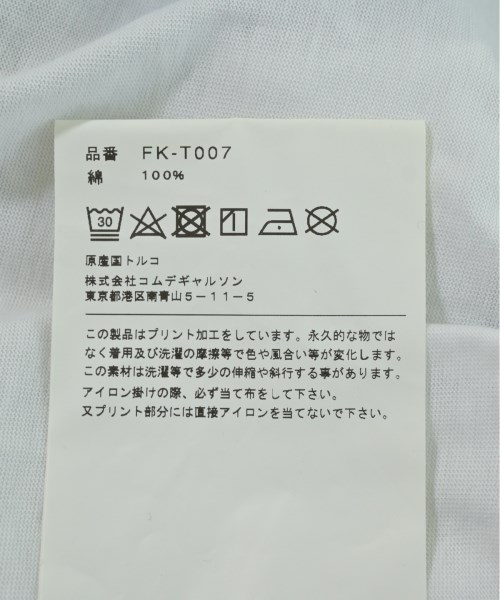 品番 FK-T007
綿 100%
30
原産国トルコ
株式会社コムデギャルソン
東京都港区南青山5-11-5
この製品はプリント加工をしています。永久的な物では
なく着用及び洗濯の摩擦等で色や風合い等が変化します。
この素材は洗濯等で多少の伸縮や斜行する事があります。
アイロン掛けの際、必ず当て布をして下さい。
又プリント部分には直接アイロンを当てないで下さい。